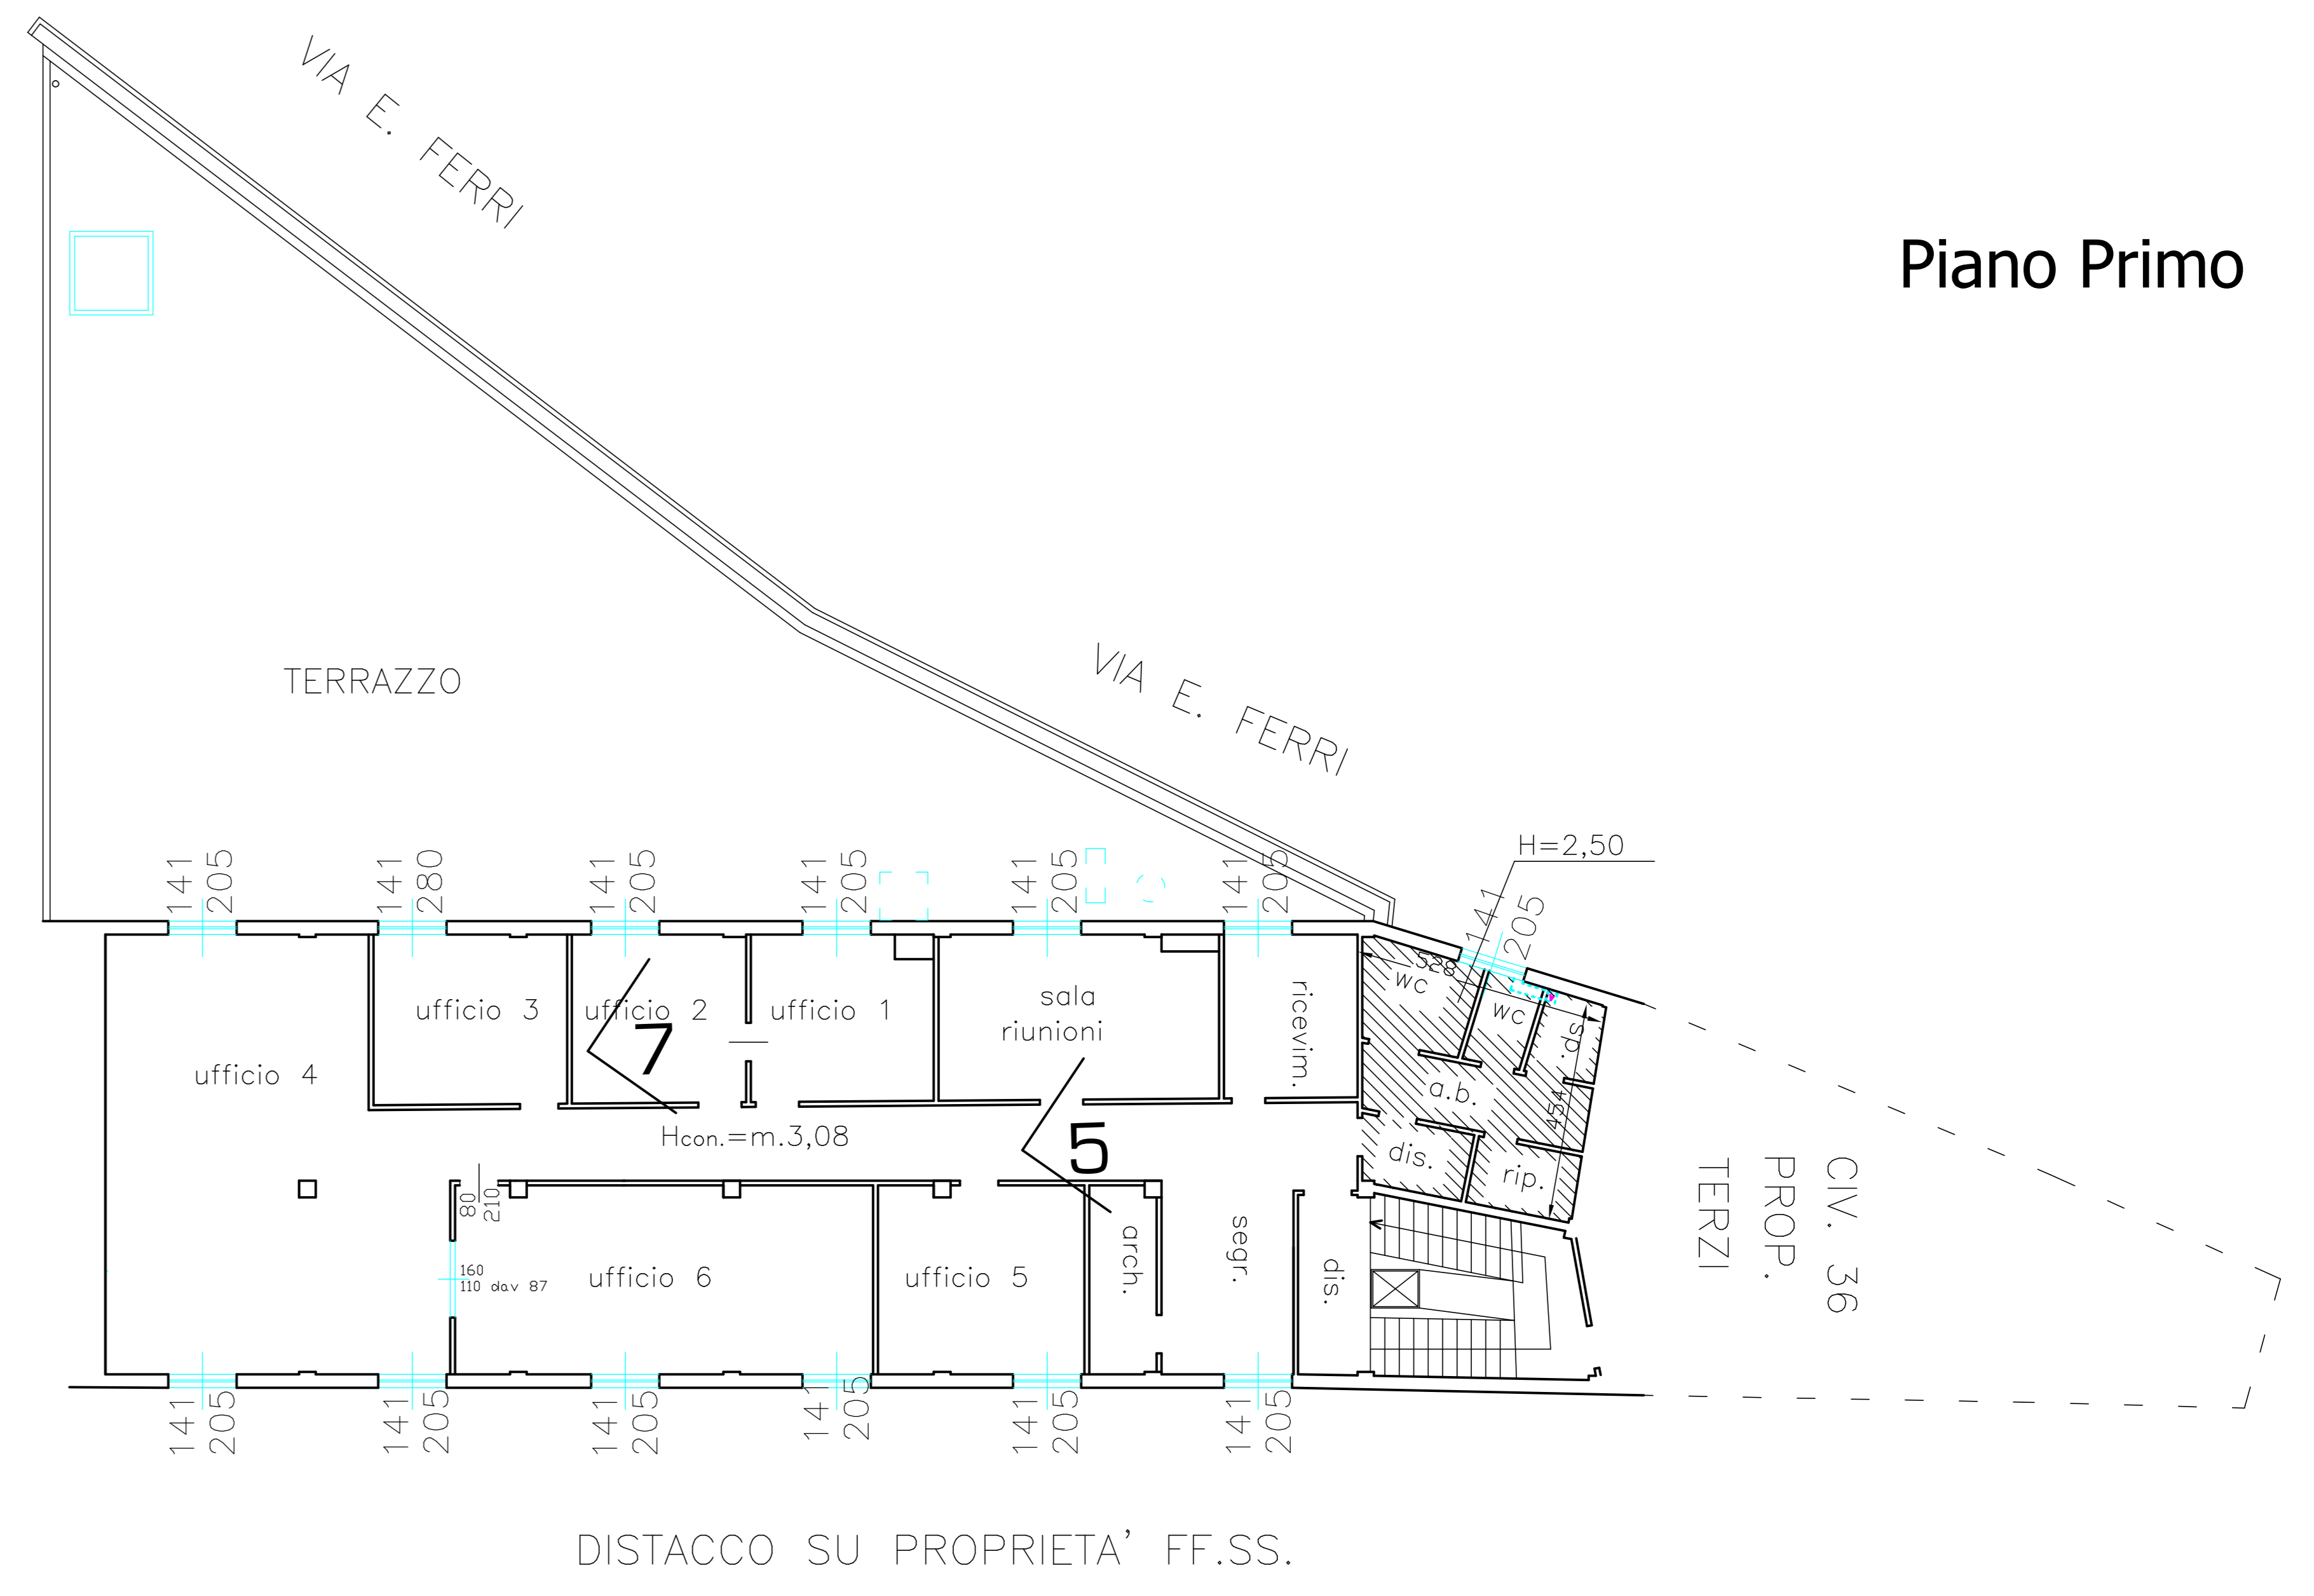 VIA E. FERRI
Piano Primo
TERRAZZO
VIA E. FERRI
H=2,50
141
205
141
280
141
205
141
205
141
205
141
205
141
205
528
wc
wc
sp.
ufficio 3
ufficio 2
ufficio 1
sala
riunioni
ricevim.
ufficio 4
7
a.b.
454
Hcon.=m.3,08
5
dis.
rip.
80
210
160
110 dav 87
ufficio 6
ufficio 5
arch.
segr.
dis.
CIV. 36
PROP.
TERZI
141
205
141
205
141
205
141
205
141
205
141
205
DISTACCO SU PROPRIETA' FF.SS.